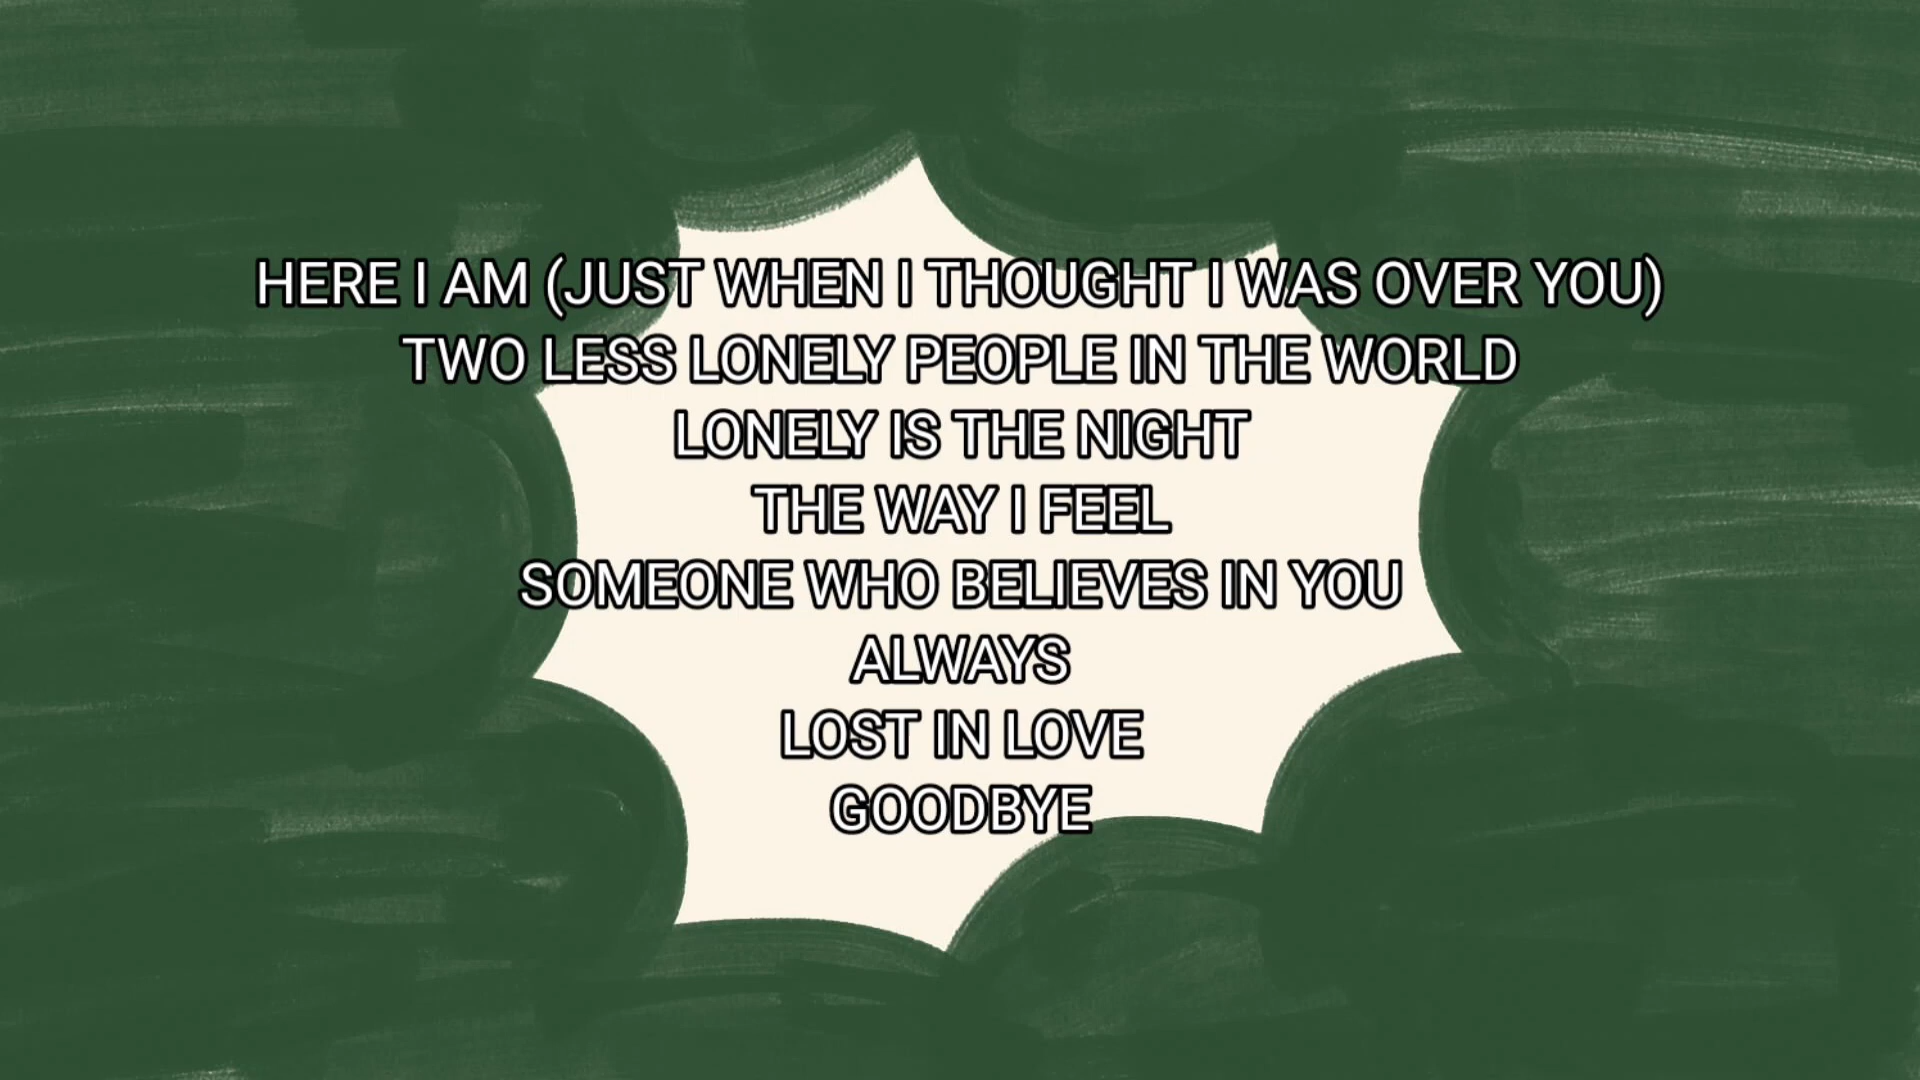 HERE I AM (JUST WHEN I THOUGHT I WAS OVER YOU)
TWO LESS LONELY PEOPLE IN THE WORLD
LONELY IS THE NIGHT
THE WAY I FEEL
SOMEONE WHO BELIEVES IN YOU
ALWAYS
LOST IN LOVE
GOODBYE